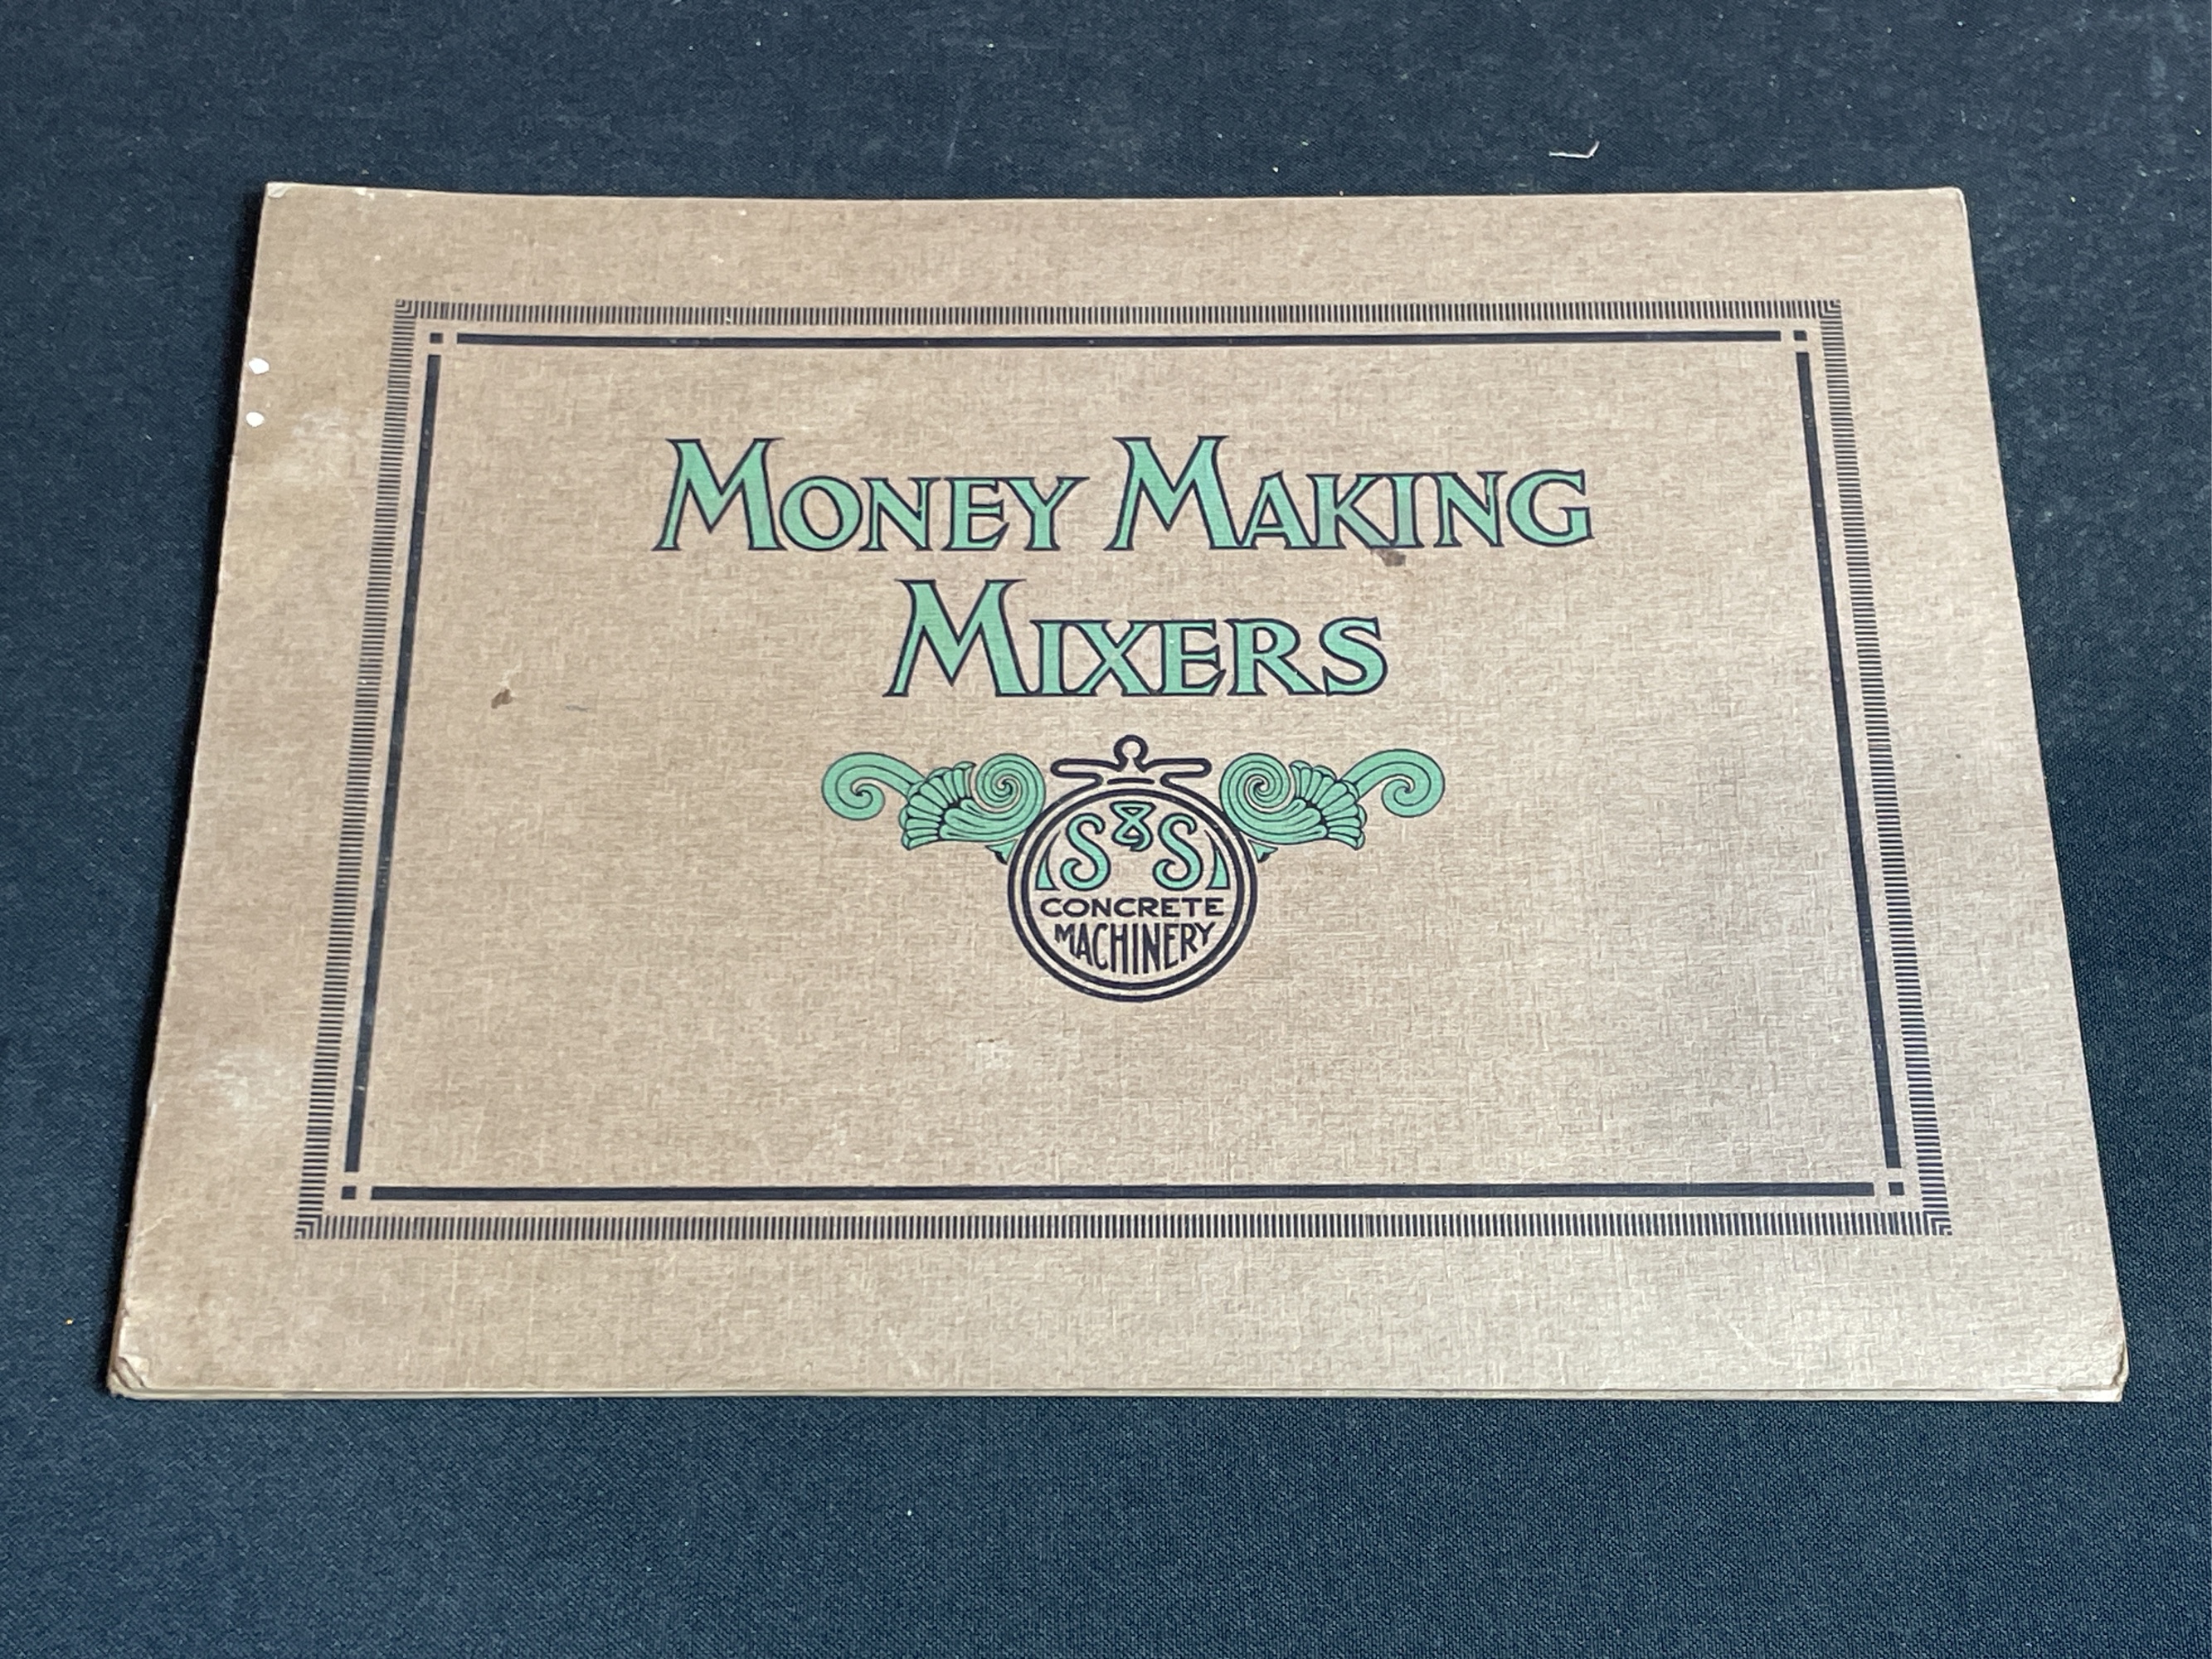 MONEY MAKING
MIXERS
S & S
CONCRETE
MACHINERY